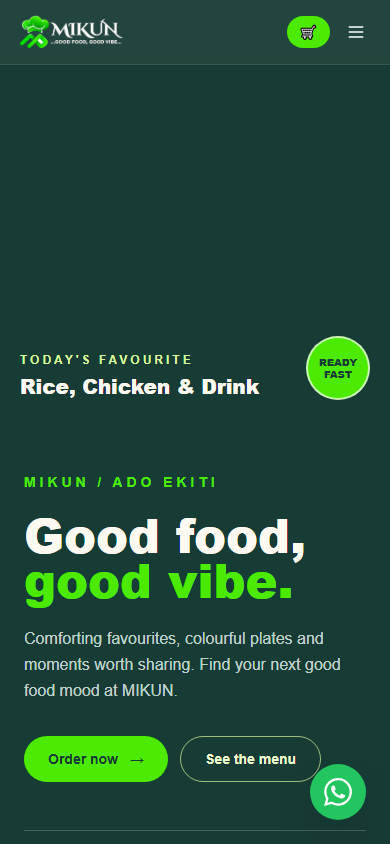 MIKUN
...GOOD FOOD, GOOD VIBE...
TODAY'S FAVOURITE
Rice, Chicken & Drink
READY
FAST
MIKUN / ADO EKITI
Good food,
good vibe.
Comforting favourites, colourful plates and
moments worth sharing. Find your next good
food mood at MIKUN.
Order now →
See the menu